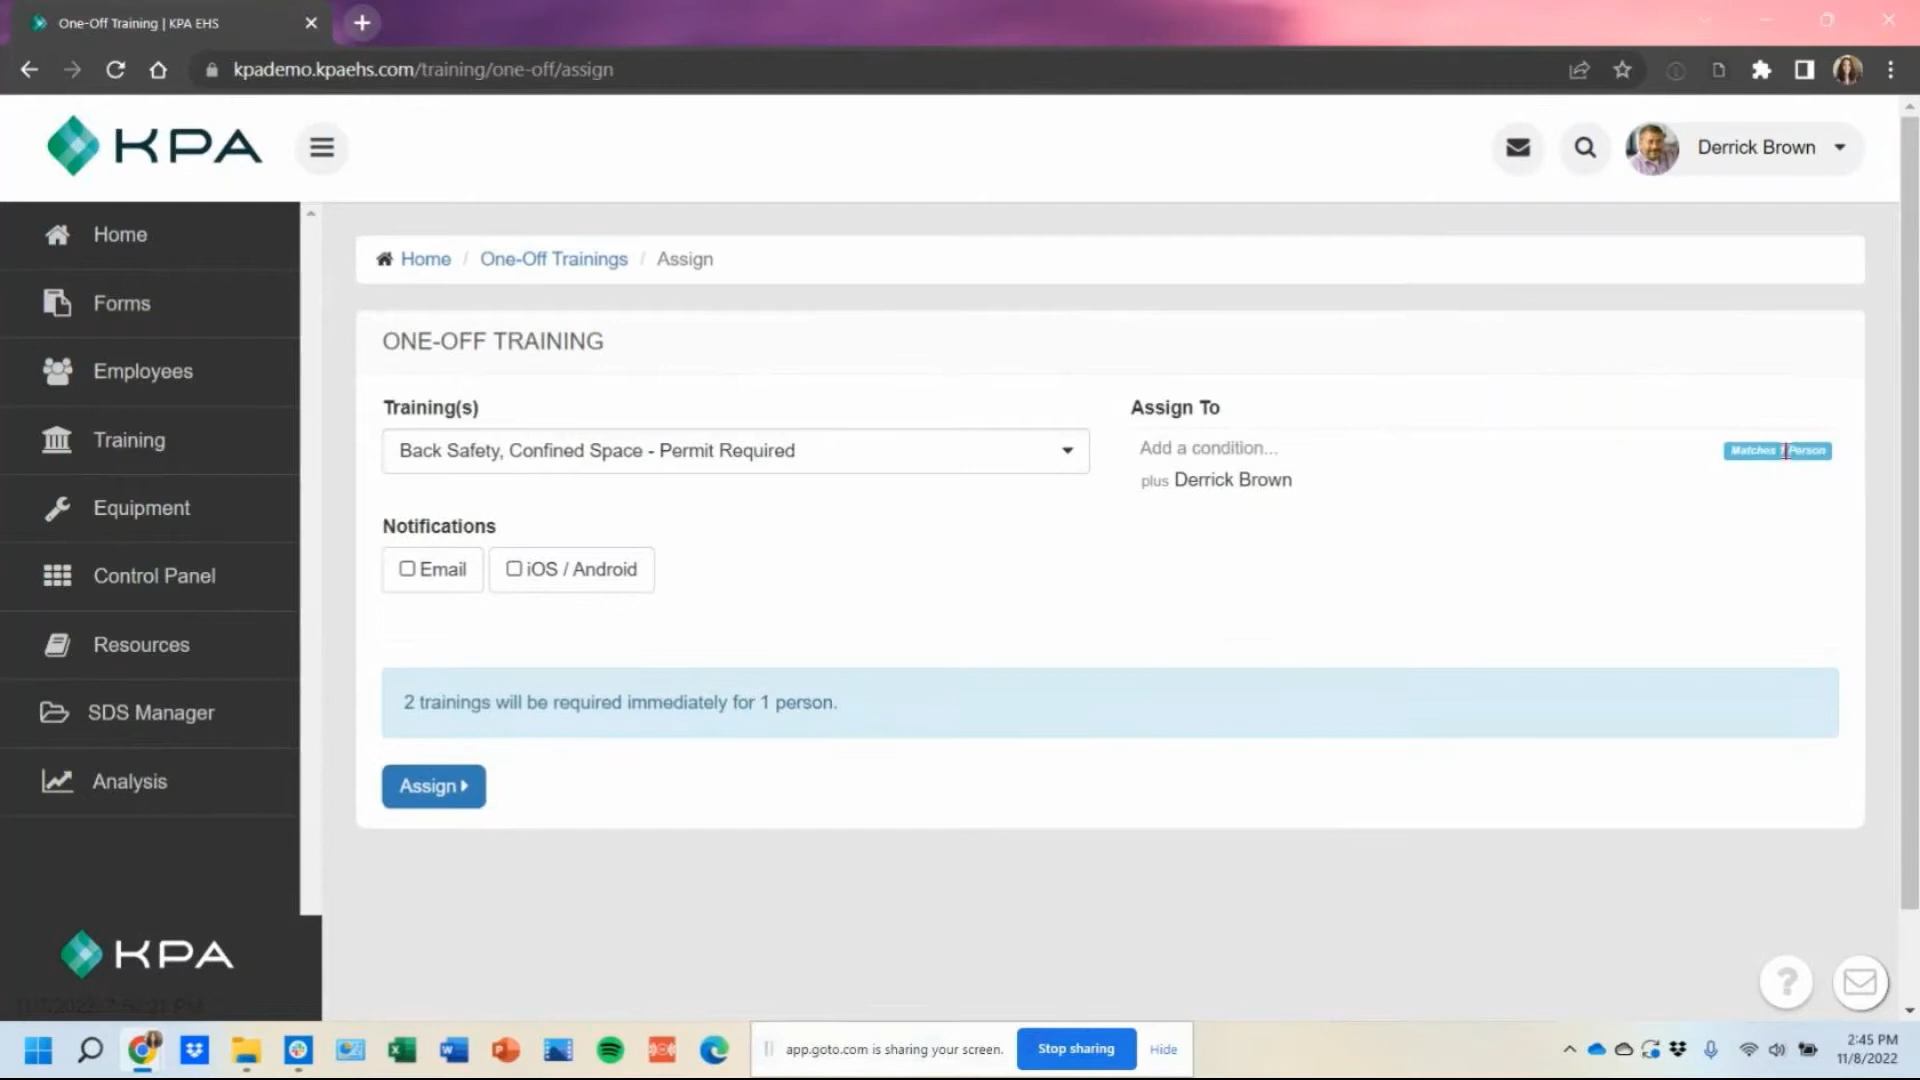 One-Off Training | KPA EHS
kpademo.kpaehs.com/training/one-off/assign
KPA
Derrick Brown
Home
Forms
Employees
Training
Equipment
Control Panel
Resources
SDS Manager
Analysis
KPA
Home / One-Off Trainings / Assign
ONE-OFF TRAINING
Training(s)
Back Safety, Confined Space - Permit Required
Notifications
Email
iOS / Android
Assign To
Add a condition...
Matches 1 Person
plus Derrick Brown
2 trainings will be required immediately for 1 person.
Assign
?
app.goto.com is sharing your screen.
Stop sharing
Hide
2:45 PM
11/8/2022